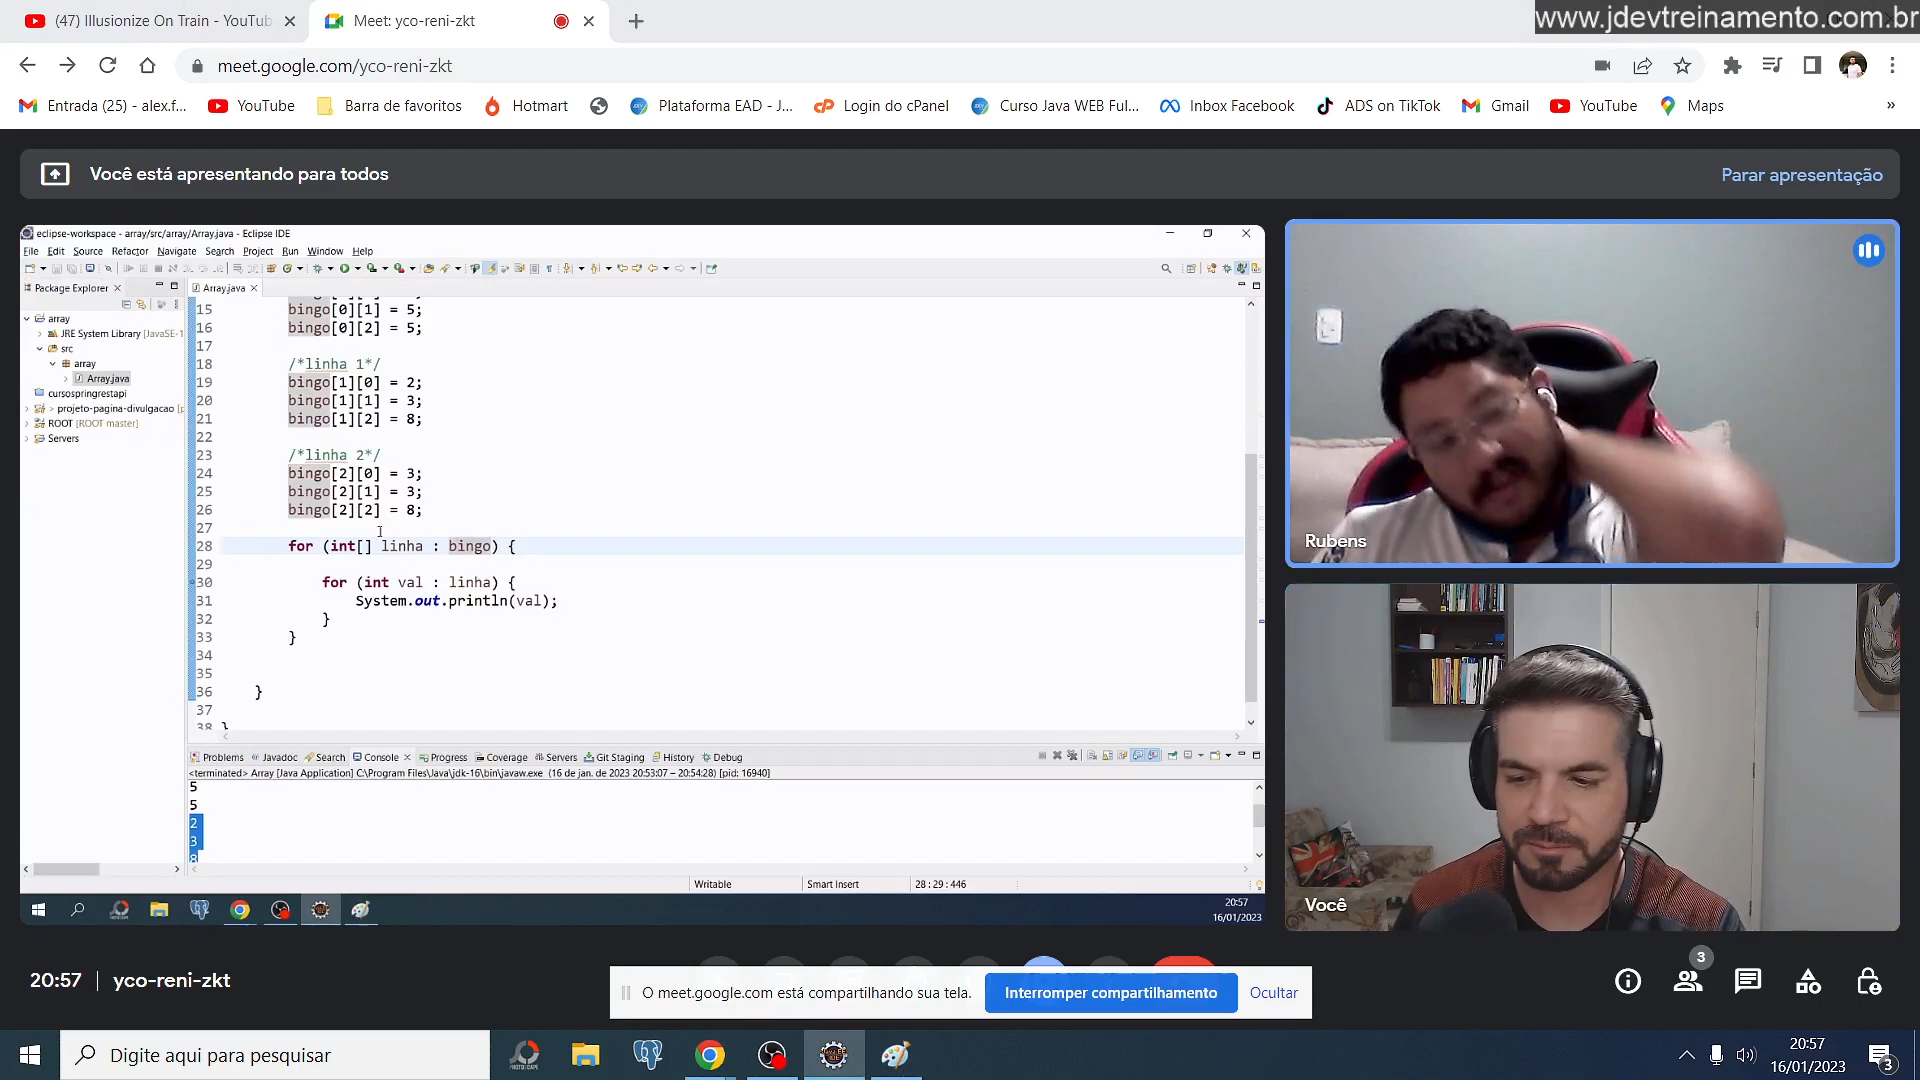 (47) Illusionize On Train - YouTub
Meet: yco-reni-zkt
www.jdevtreinamento.com.br
meet.google.com/yco-reni-zkt
Entrada (25) - alex.f...
YouTube
Barra de favoritos
Hotmart
Plataforma EAD - J...
Login do cPanel
Curso Java WEB Ful...
Inbox Facebook
ADS on TikTok
Gmail
YouTube
Maps
»
Você está apresentando para todos
Parar apresentação
eclipse-workspace - array/src/array/Array.java - Eclipse IDE
File Edit Source Refactor Navigate Search Project Run Window Help
Package Explorer
Array.java
array
JRE System Library [JavaSE-1
src
array
Array.java
cursospringrestapi
projeto-pagina-divulgacao [p
ROOT [ROOT master]
Servers
15 bingo[0][1] = 5;
16 bingo[0][2] = 5;
17
18 /*linha 1*/
19 bingo[1][0] = 2;
20 bingo[1][1] = 3;
21 bingo[1][2] = 8;
22
23 /*linha 2*/
24 bingo[2][0] = 3;
25 bingo[2][1] = 3;
26 bingo[2][2] = 8;
27
28 for (int[] linha : bingo) {
29
30 for (int val : linha) {
31 System.out.println(val);
32 }
33 }
34
35
36 }
37
38 }
Problems Javadoc Search Console Progress Coverage Servers Git Staging History Debug
<terminated> Array [Java Application] C:\Program Files\Java\jdk-16\bin\javaw.exe (16 de jan. de 2023 20:53:07 – 20:54:28) [pid: 16940]
5
5
2
3
8
Writable
Smart Insert
28 : 29 : 446
20:57
16/01/2023
Rubens
Você
20:57 | yco-reni-zkt
O meet.google.com está compartilhando sua tela.
Interromper compartilhamento
Ocultar
3
Digite aqui para pesquisar
20:57
16/01/2023
3